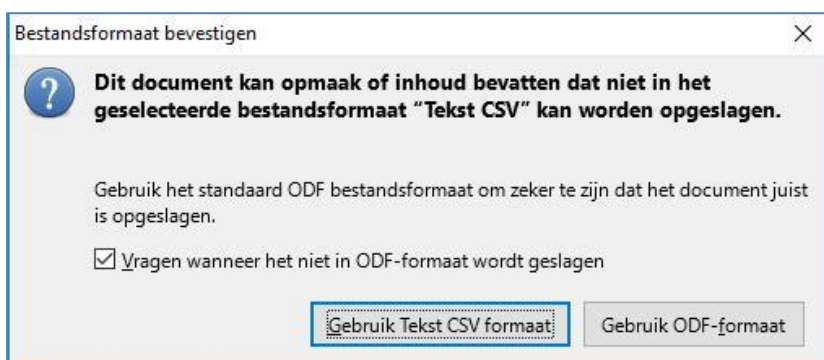 Bestandsformaat bevestigen
Dit document kan opmaak of inhoud bevatten dat niet in het
geselecteerde bestandsformaat “Tekst CSV” kan worden opgeslagen.
Gebruik het standaard ODF bestandsformaat om zeker te zijn dat het document juist
is opgeslagen.
Vragen wanneer het niet in ODF-formaat wordt geslagen
Gebruik Tekst CSV formaat Gebruik ODF-formaat